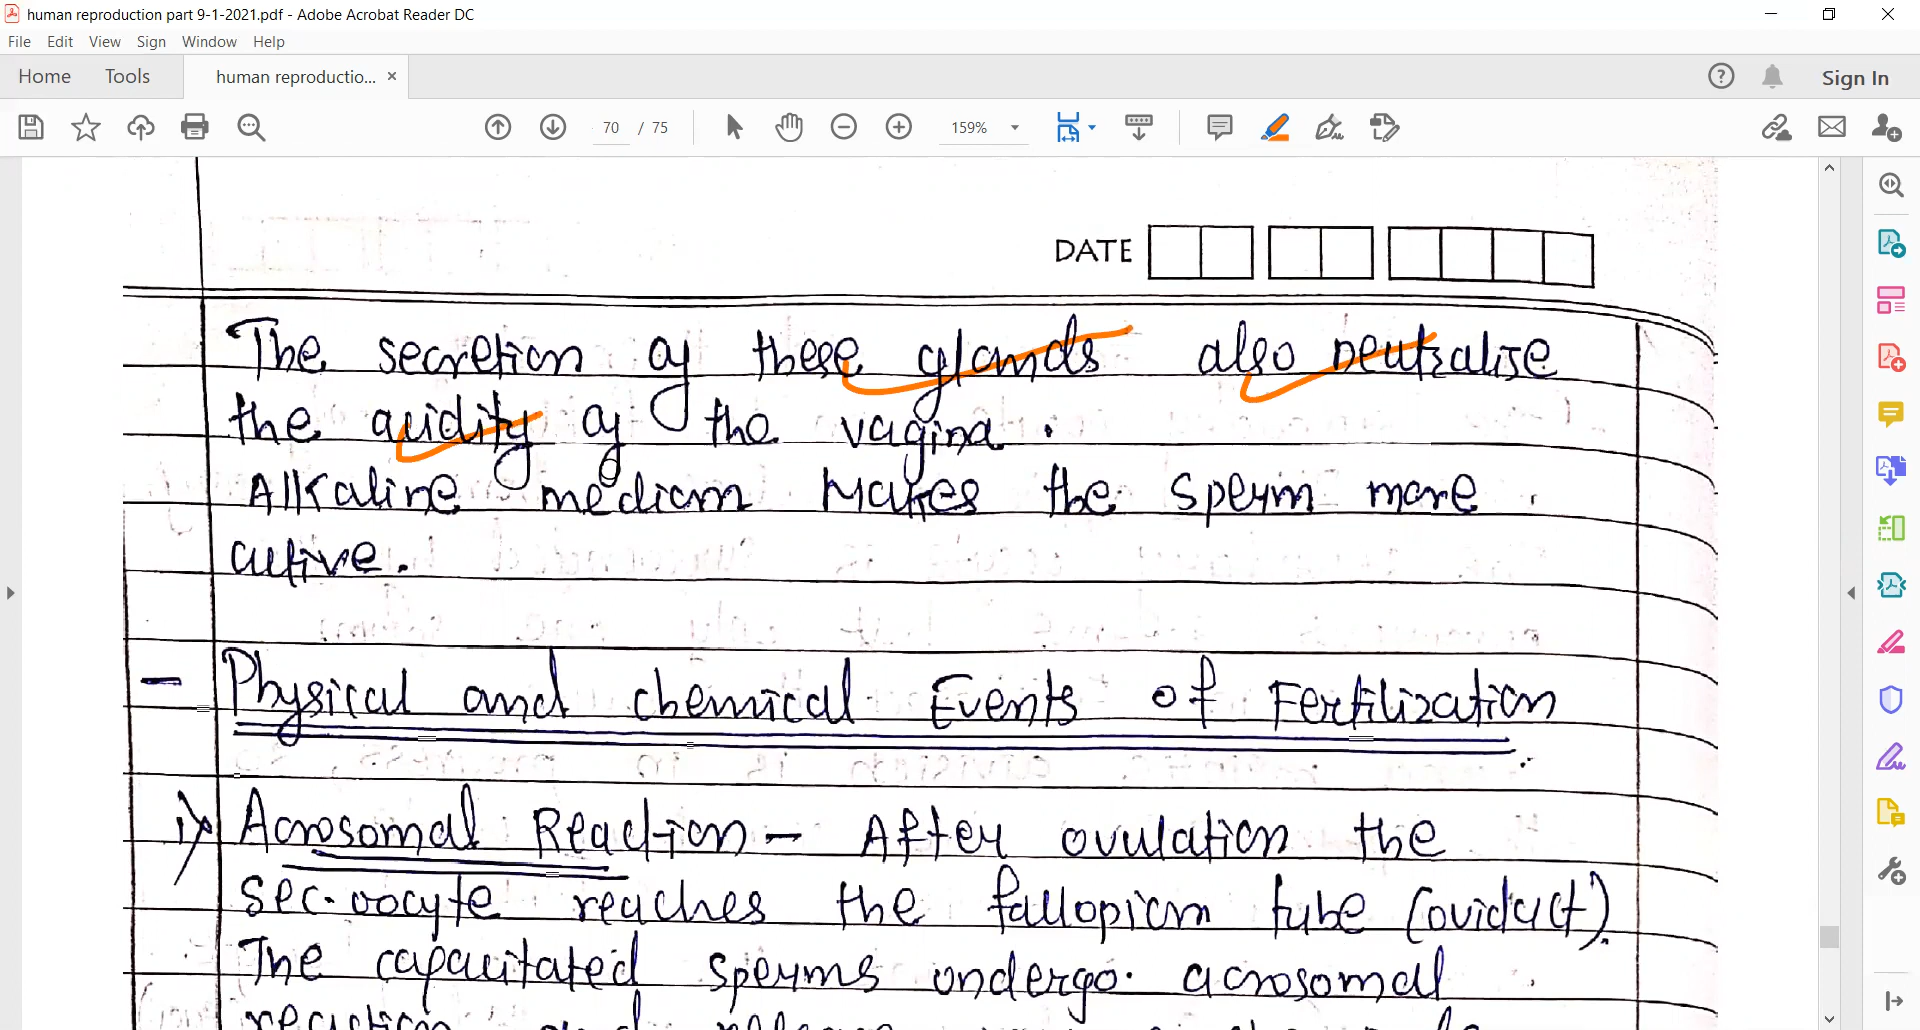 human reproduction part 9-1-2021.pdf - Adobe Acrobat Reader DC
File Edit View Sign Window Help
Home Tools human reproductio... × Sign In
70 / 75 159%
DATE
The secretion of these glands also neutralise
the acidity of the vagina.
Alkaline medium Makes the sperm more
active.
- Physical and chemical Events of Fertilization
i) Acrosomal Reaction - After ovulation the
sec. oocyte reaches the fallopian tube (oviduct).
The capacitated sperms undergo acrosomal
reaction and release